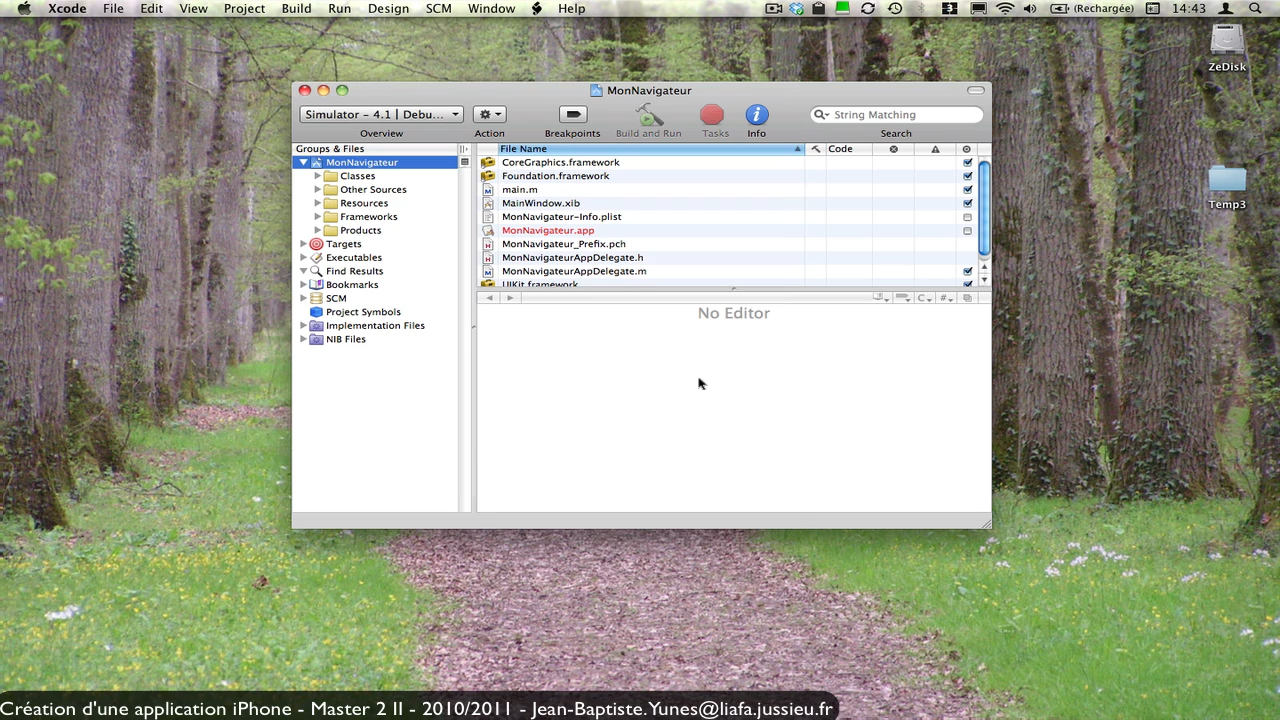 Xcode File Edit View Project Build Run Design SCM Window Help (Rechargée) 14:43
ZeDisk
Temp3
MonNavigateur
Simulator - 4.1 | Debu... String Matching
Overview Action Breakpoints Build and Run Tasks Info Search
Groups & Files
MonNavigateur
Classes
Other Sources
Resources
Frameworks
Products
Targets
Executables
Find Results
Bookmarks
SCM
Project Symbols
Implementation Files
NIB Files
File Name Code
CoreGraphics.framework
Foundation.framework
main.m
MainWindow.xib
MonNavigateur-Info.plist
MonNavigateur.app
MonNavigateur_Prefix.pch
MonNavigateurAppDelegate.h
MonNavigateurAppDelegate.m
UIKit.framework
C #
No Editor
Création d'une application iPhone - Master 2 II - 2010/2011 - Jean-Baptiste.Yunes@liafa.jussieu.fr